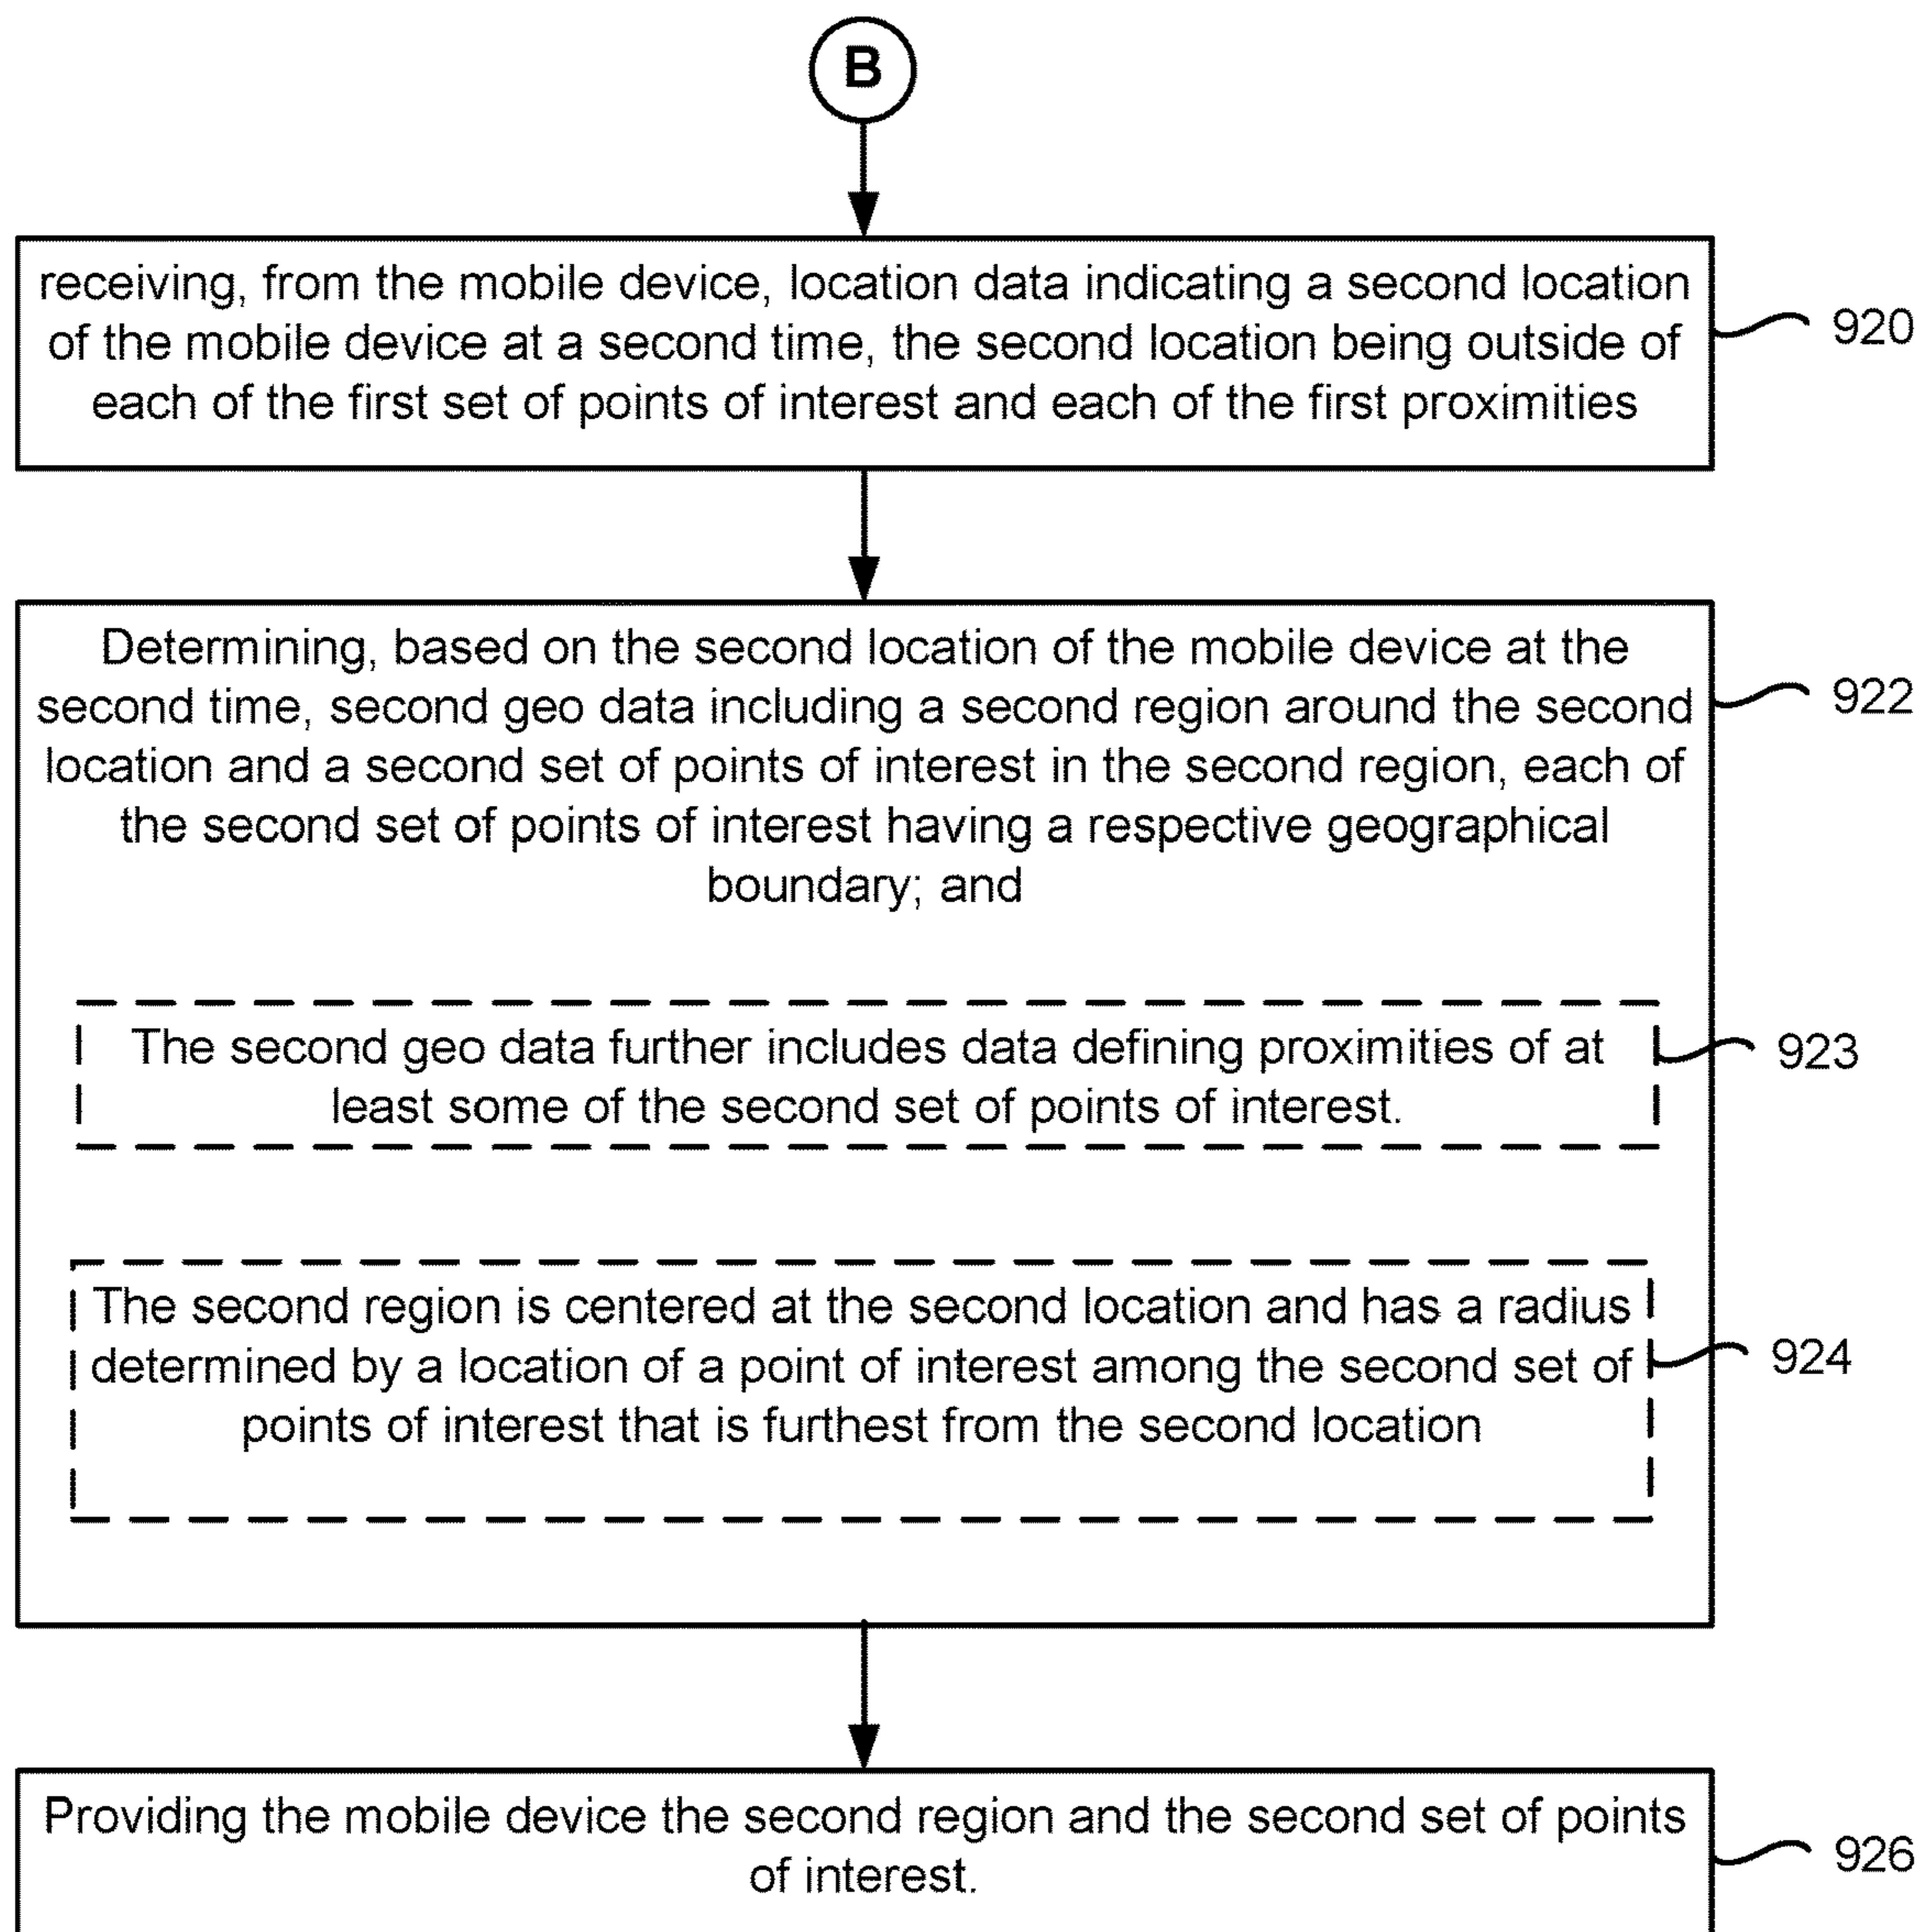 B
receiving, from the mobile device, location data indicating a second location
of the mobile device at a second time, the second location being outside of
each of the first set of points of interest and each of the first proximities
920
Determining, based on the second location of the mobile device at the
second time, second geo data including a second region around the second
location and a second set of points of interest in the second region, each of
the second set of points of interest having a respective geographical
boundary; and
922
The second geo data further includes data defining proximities of at
least some of the second set of points of interest.
923
The second region is centered at the second location and has a radius
determined by a location of a point of interest among the second set of
points of interest that is furthest from the second location
924
Providing the mobile device the second region and the second set of points
of interest.
926